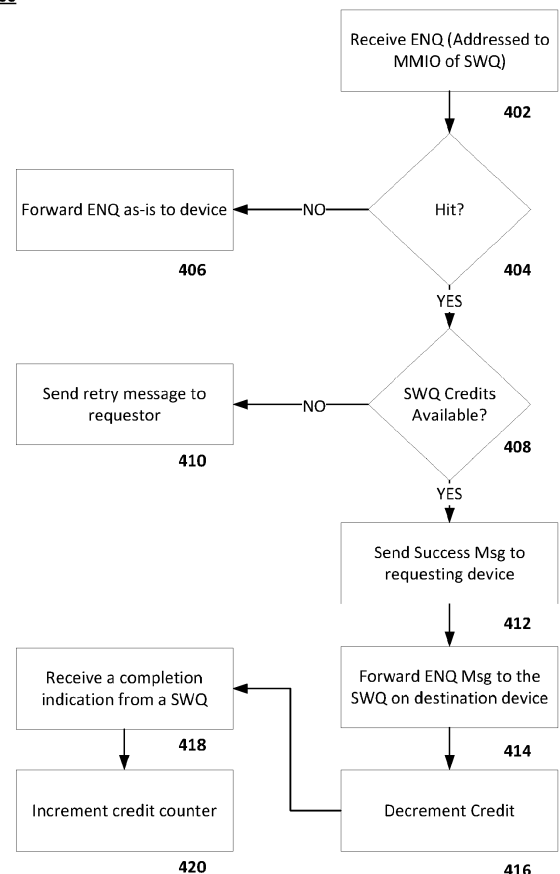 Receive ENQ (Addressed to
MMIO of SWQ)
402
Hit?
404
NO
Forward ENQ as-is to device
406
YES
SWQ Credits
Available?
408
NO
Send retry message to
requestor
410
YES
Send Success Msg to
requesting device
412
Forward ENQ Msg to the
SWQ on destination device
414
Decrement Credit
416
Receive a completion
indication from a SWQ
418
Increment credit counter
420